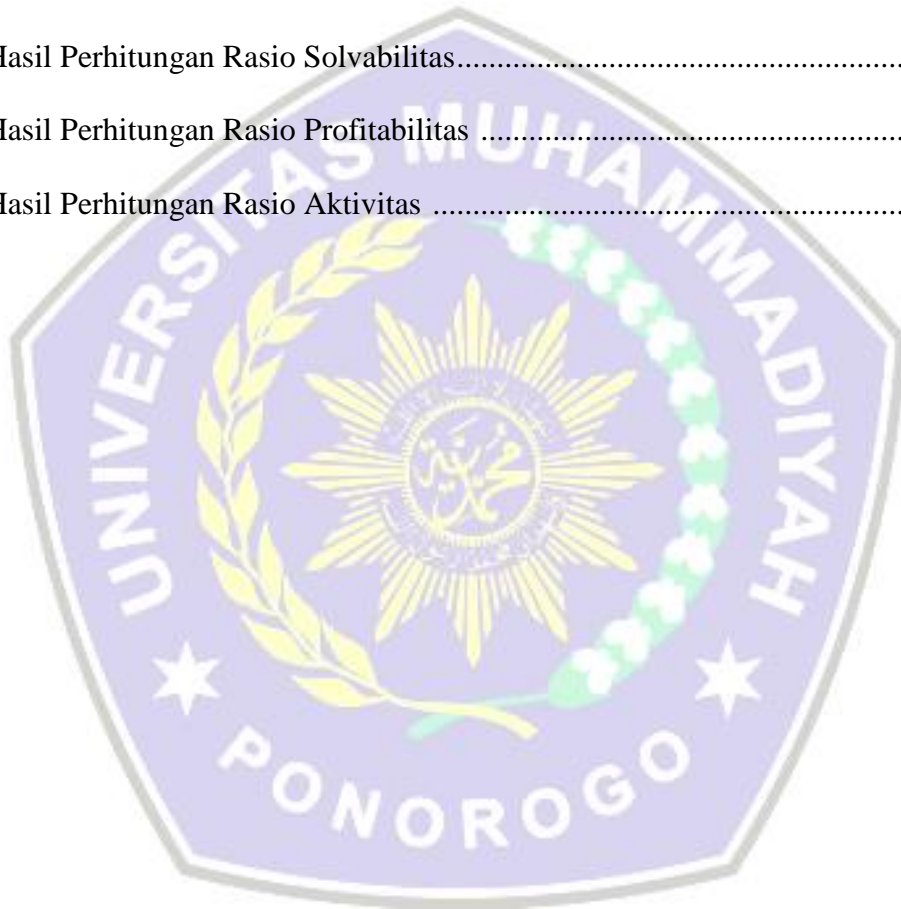 Hasil Perhitungan Rasio Solvabilitas........................................................
Hasil Perhitungan Rasio Profitabilitas .....................................................
Hasil Perhitungan Rasio Aktivitas ...........................................................
UNIVERSITAS MUHAMMADIYAH
PONOROGO